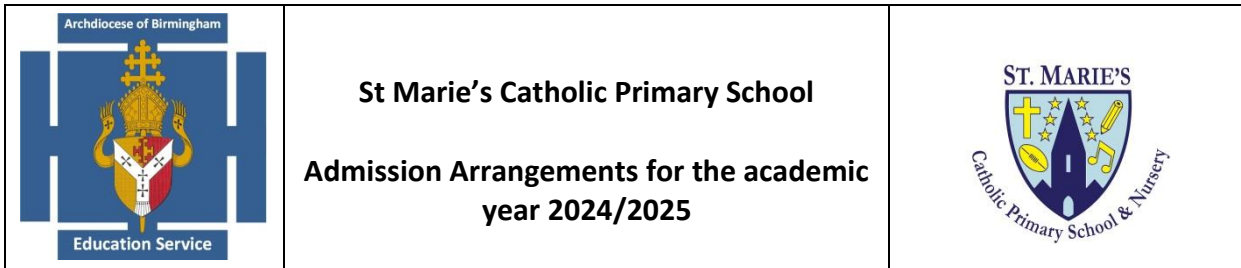 Archdiocese of Birmingham
Education Service
St Marie’s Catholic Primary School
Admission Arrangements for the academic
year 2024/2025
ST. MARIE'S
Catholic Primary School & Nursery